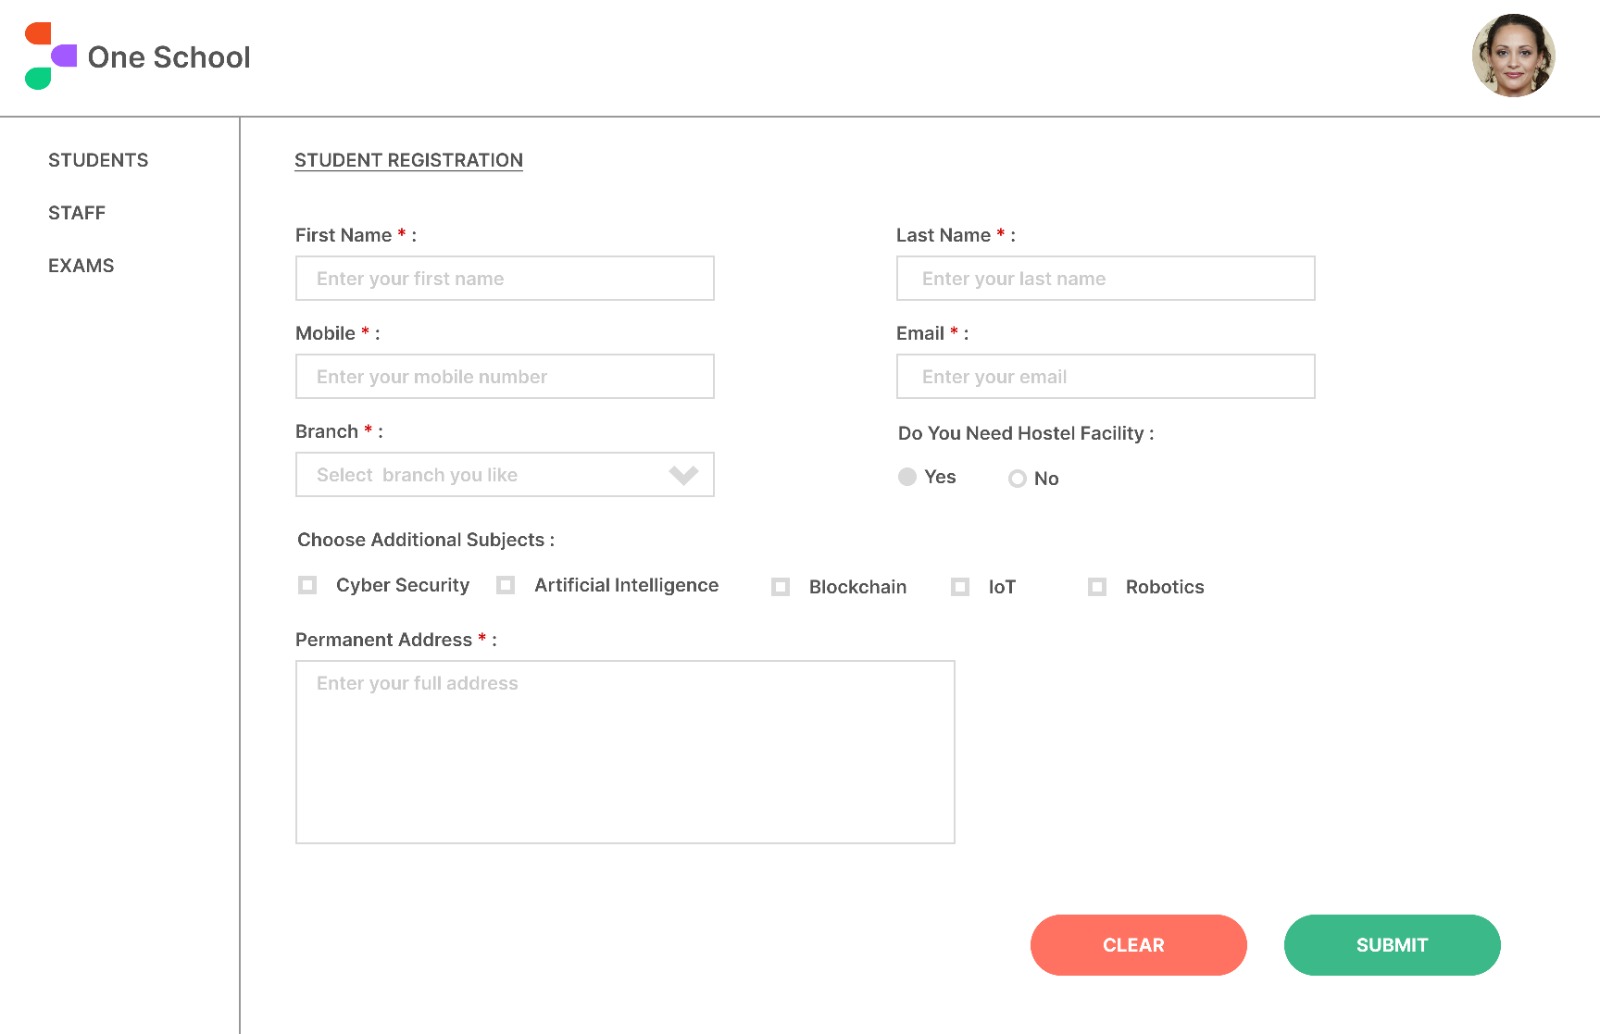 One School
STUDENTS
STAFF
EXAMS
STUDENT REGISTRATION
First Name * :
Last Name * :
Enter your first name
Enter your last name
Mobile * :
Email * :
Enter your mobile number
Enter your email
Branch * :
Do You Need Hostel Facility :
Select  branch you like
Yes
No
Choose Additional Subjects :
Cyber Security
Artificial Intelligence
Blockchain
IoT
Robotics
Permanent Address * :
Enter your full address
CLEAR
SUBMIT